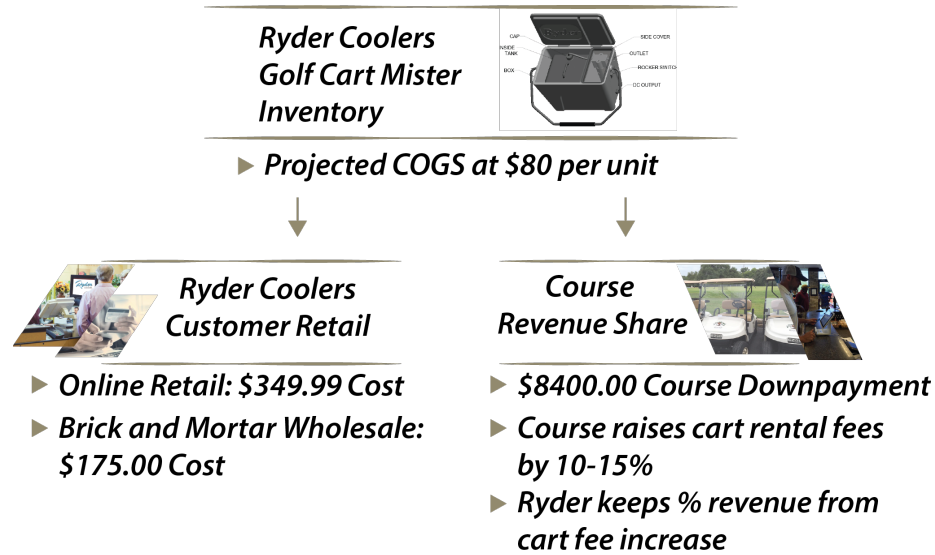 Ryder Coolers
Golf Cart Mister
Inventory
CAP
INSIDE
TANK
BOX
SIDE COVER
OUTLET
ROCKER SWITC
DC OUTPUT
Projected COGS at $80 per unit
Ryder Coolers
Customer Retail
Online Retail: $349.99 Cost
Brick and Mortar Wholesale:
$175.00 Cost
Course
Revenue Share
$8400.00 Course Downpayment
Course raises cart rental fees
by 10-15%
Ryder keeps % revenue from
cart fee increase